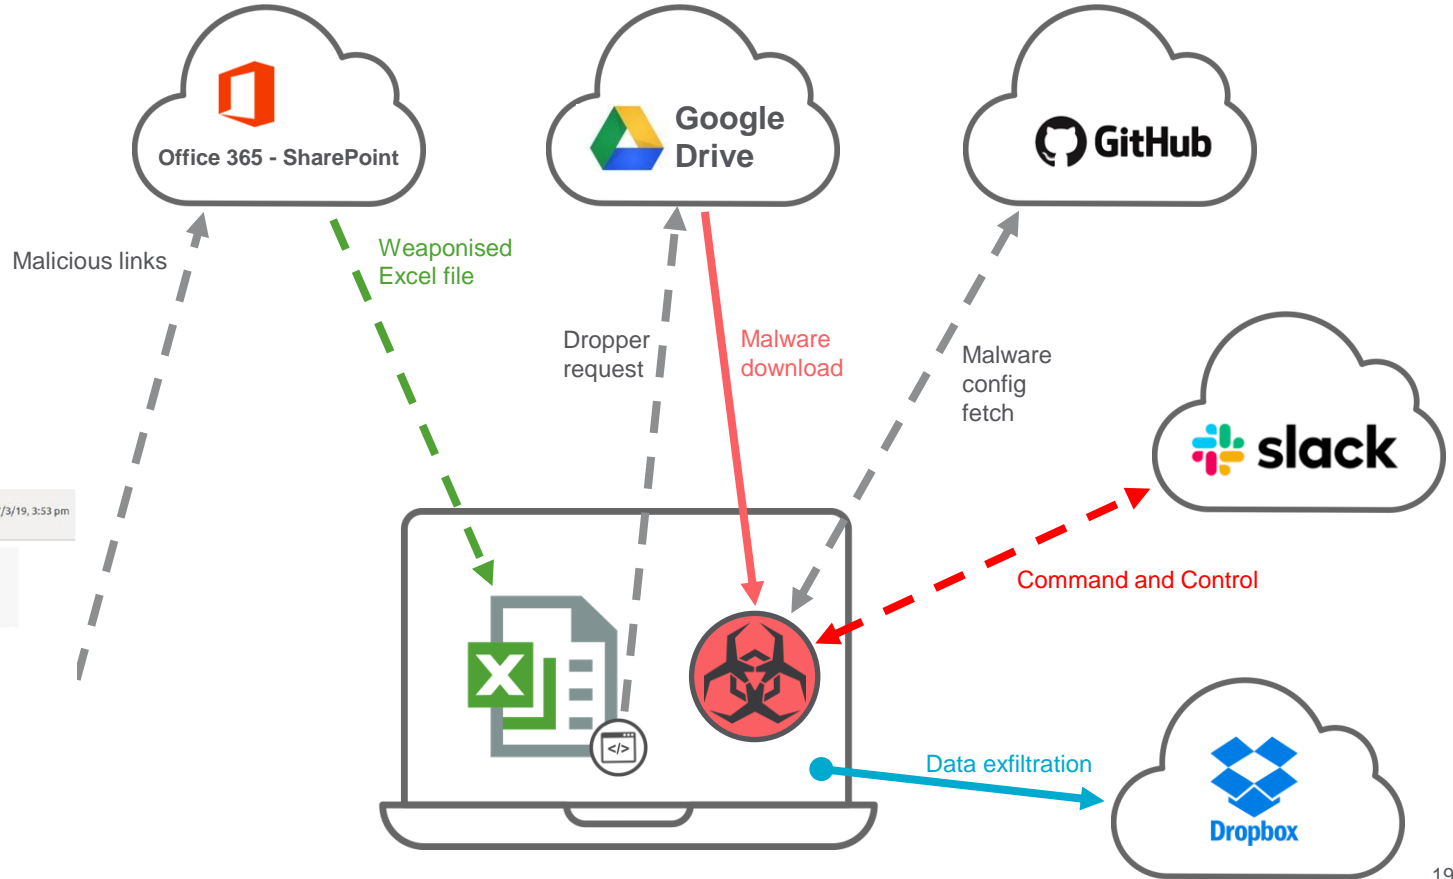 Office 365 - SharePoint
Google
Drive
GitHub
Malicious links
Weaponised
Excel file
Dropper
request
Malware
download
Malware
config
fetch
slack
/3/19, 3:53 pm
Command and Control
X
</>
Data exfiltration
Dropbox
19